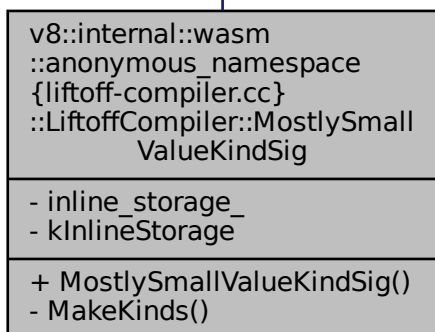 v8::internal::wasm
::anonymous_namespace
{liftoff-compiler.cc}
::LiftoffCompiler::MostlySmall
ValueKindSig
- inline_storage_
- kInlineStorage
+ MostlySmallValueKindSig()
- MakeKinds()